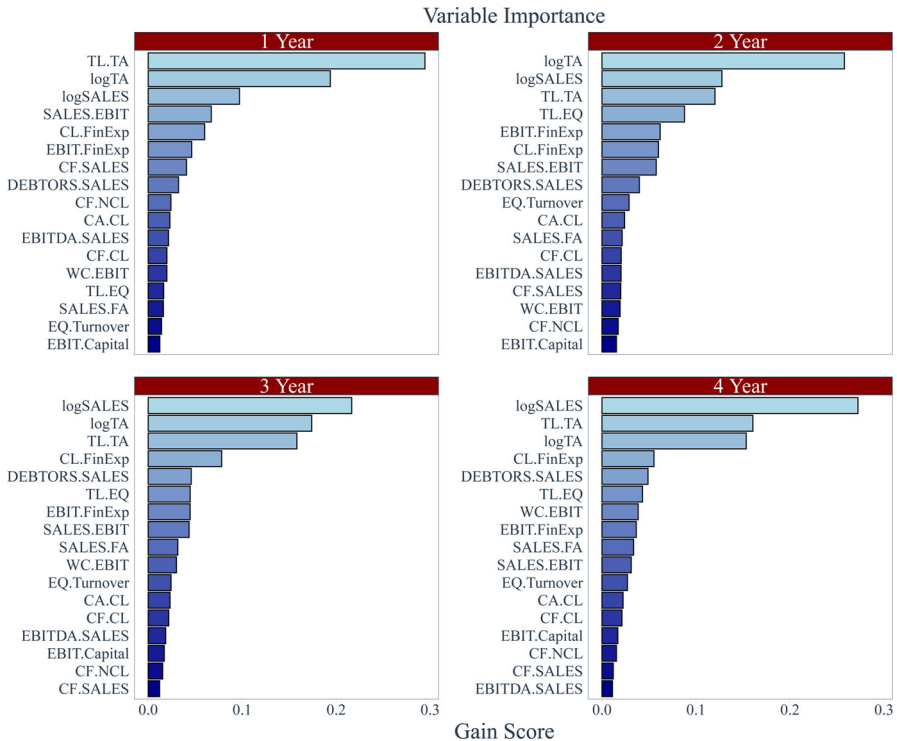 Variable Importance
1 Year
TL.TA
logTA
logSALES
SALES.EBIT
CL.FinExp
EBIT.FinExp
CF.SALES
DEBTORS.SALES
CF.NCL
CA.CL
EBITDA.SALES
CF.CL
WC.EBIT
TL.EQ
SALES.FA
EQ.Turnover
EBIT.Capital
2 Year
logTA
logSALES
TL.TA
TL.EQ
EBIT.FinExp
CL.FinExp
SALES.EBIT
DEBTORS.SALES
EQ.Turnover
CA.CL
SALES.FA
CF.CL
EBITDA.SALES
CF.SALES
WC.EBIT
CF.NCL
EBIT.Capital
3 Year
logSALES
logTA
TL.TA
CL.FinExp
DEBTORS.SALES
TL.EQ
EBIT.FinExp
SALES.EBIT
SALES.FA
WC.EBIT
EQ.Turnover
CA.CL
CF.CL
EBITDA.SALES
EBIT.Capital
CF.NCL
CF.SALES
0.0 0.1 0.2 0.3
4 Year
logSALES
TL.TA
logTA
CL.FinExp
DEBTORS.SALES
TL.EQ
WC.EBIT
EBIT.FinExp
SALES.FA
SALES.EBIT
EQ.Turnover
CA.CL
CF.CL
EBIT.Capital
CF.NCL
CF.SALES
EBITDA.SALES
0.0 0.1 0.2 0.3
Gain Score